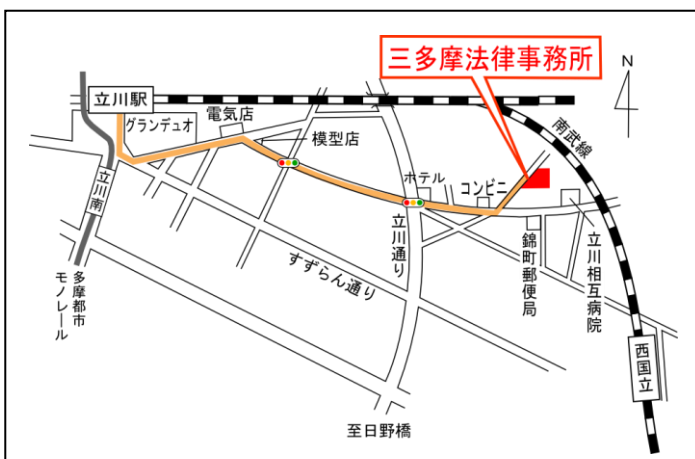 三多摩法律事務所
N
立川駅
電気店
グランデュオ
模型店
南武線
ホテル
コンビニ
立川南
立川通り
錦町郵便局
立川相互病院
すずらん通り
多摩都市
モノレール
西国立
至日野橋